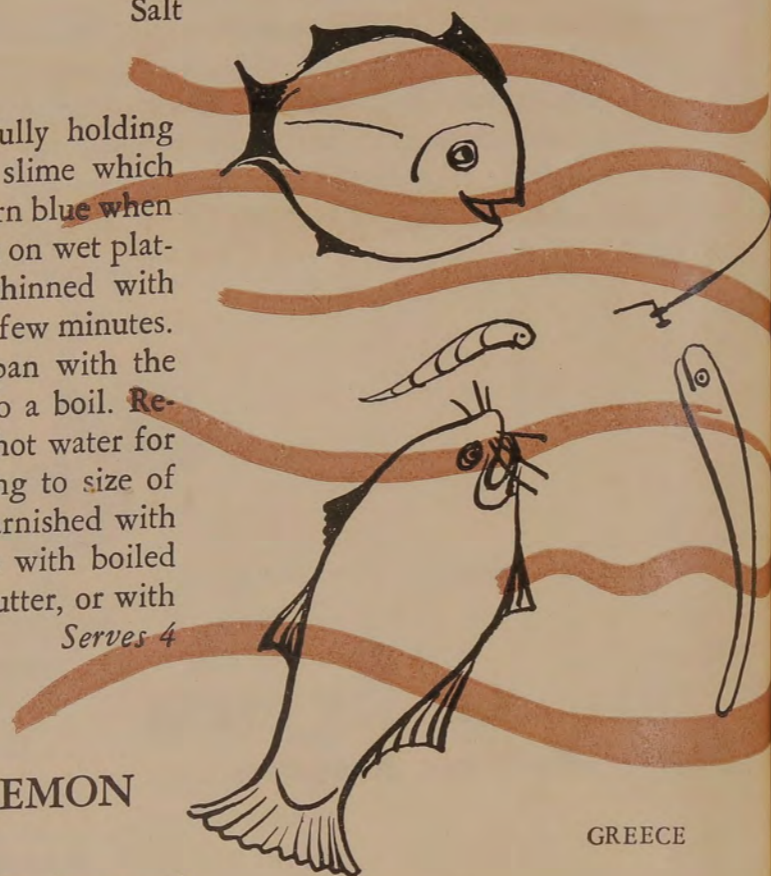 Salt
ully holding
slime which
rn blue when
on wet plat-
hinned with
few minutes.
pan with the
o a boil. Re-
not water for
ng to size of
rnished with
with boiled
utter, or with
Serves 4
EMON
GREECE